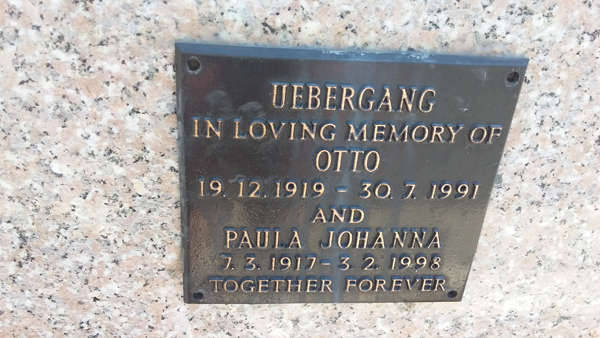 UEBERGANG
IN LOVING MEMORY OF
OTTO
19. 12. 1919 - 30. 7. 1991
AND
PAULA JOHANNA
7. 3. 1917 - 3. 2. 1998
TOGETHER FOREVER